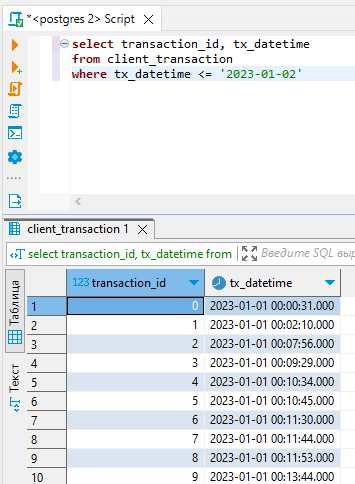 *<postgres 2> Script
select transaction_id, tx_datetime
from client_transaction
where tx_datetime <= '2023-01-02'
client_transaction 1
select transaction_id, tx_datetime from
Введите SQL выр
Таблица
Текст
123 transaction_id tx_datetime
1 0 2023-01-01 00:00:31.000
2 1 2023-01-01 00:02:10.000
3 2 2023-01-01 00:07:56.000
4 3 2023-01-01 00:09:29.000
5 4 2023-01-01 00:10:34.000
6 5 2023-01-01 00:10:45.000
7 6 2023-01-01 00:11:30.000
8 7 2023-01-01 00:11:44.000
9 8 2023-01-01 00:11:53.000
10 9 2023-01-01 00:13:44.000